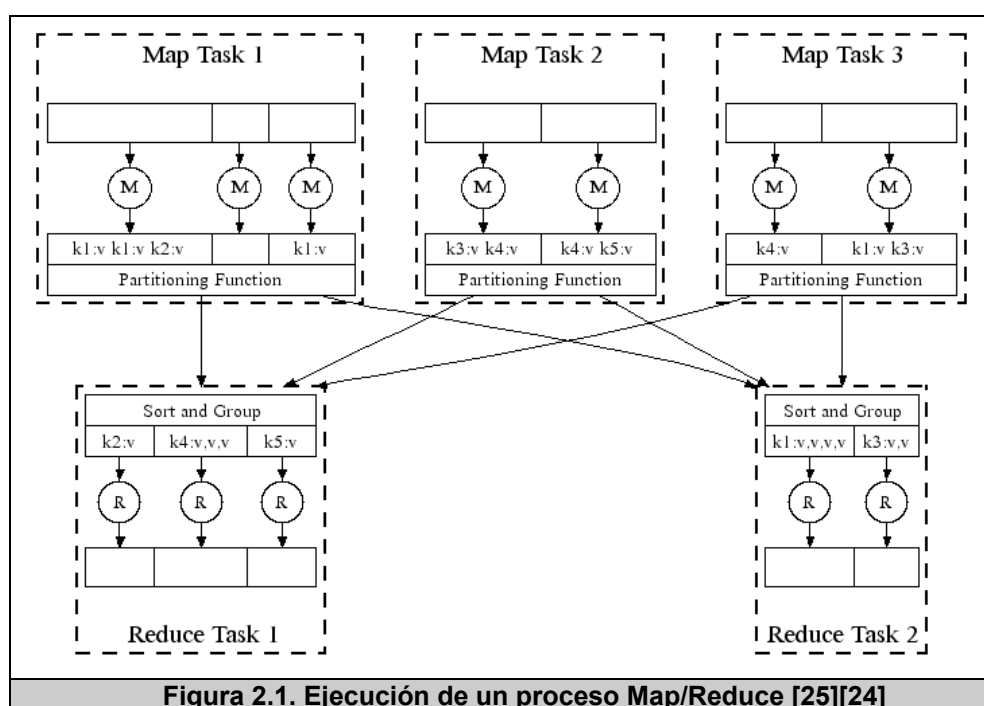 Map Task 1 Map Task 2 Map Task 3
M M M M M M M
k1:v k1:v k2:v k1:v k3:v k4:v k4:v k5:v k4:v k1:v k3:v
Partitioning Function Partitioning Function Partitioning Function
Sort and Group Sort and Group
k2:v k4:v,v,v k5:v k1:v,v,v,v k3:v,v
R R R R R
Reduce Task 1 Reduce Task 2
Figura 2.1. Ejecución de un proceso Map/Reduce [25][24]